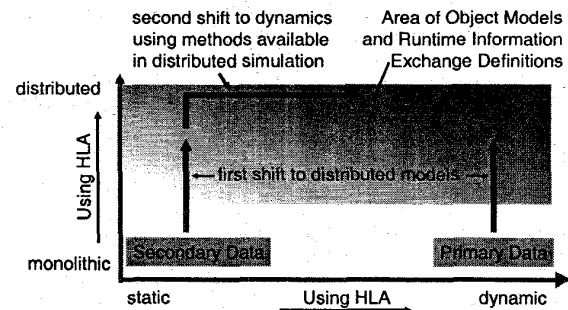 second shift to dynamics
using methods available
in distributed simulation
Area of Object Models
and Runtime Information
Exchange Definitions
distributed
Using HLA
first shift to distributed models
Secondary Data
Primary Data
monolithic
static
Using HLA
dynamic